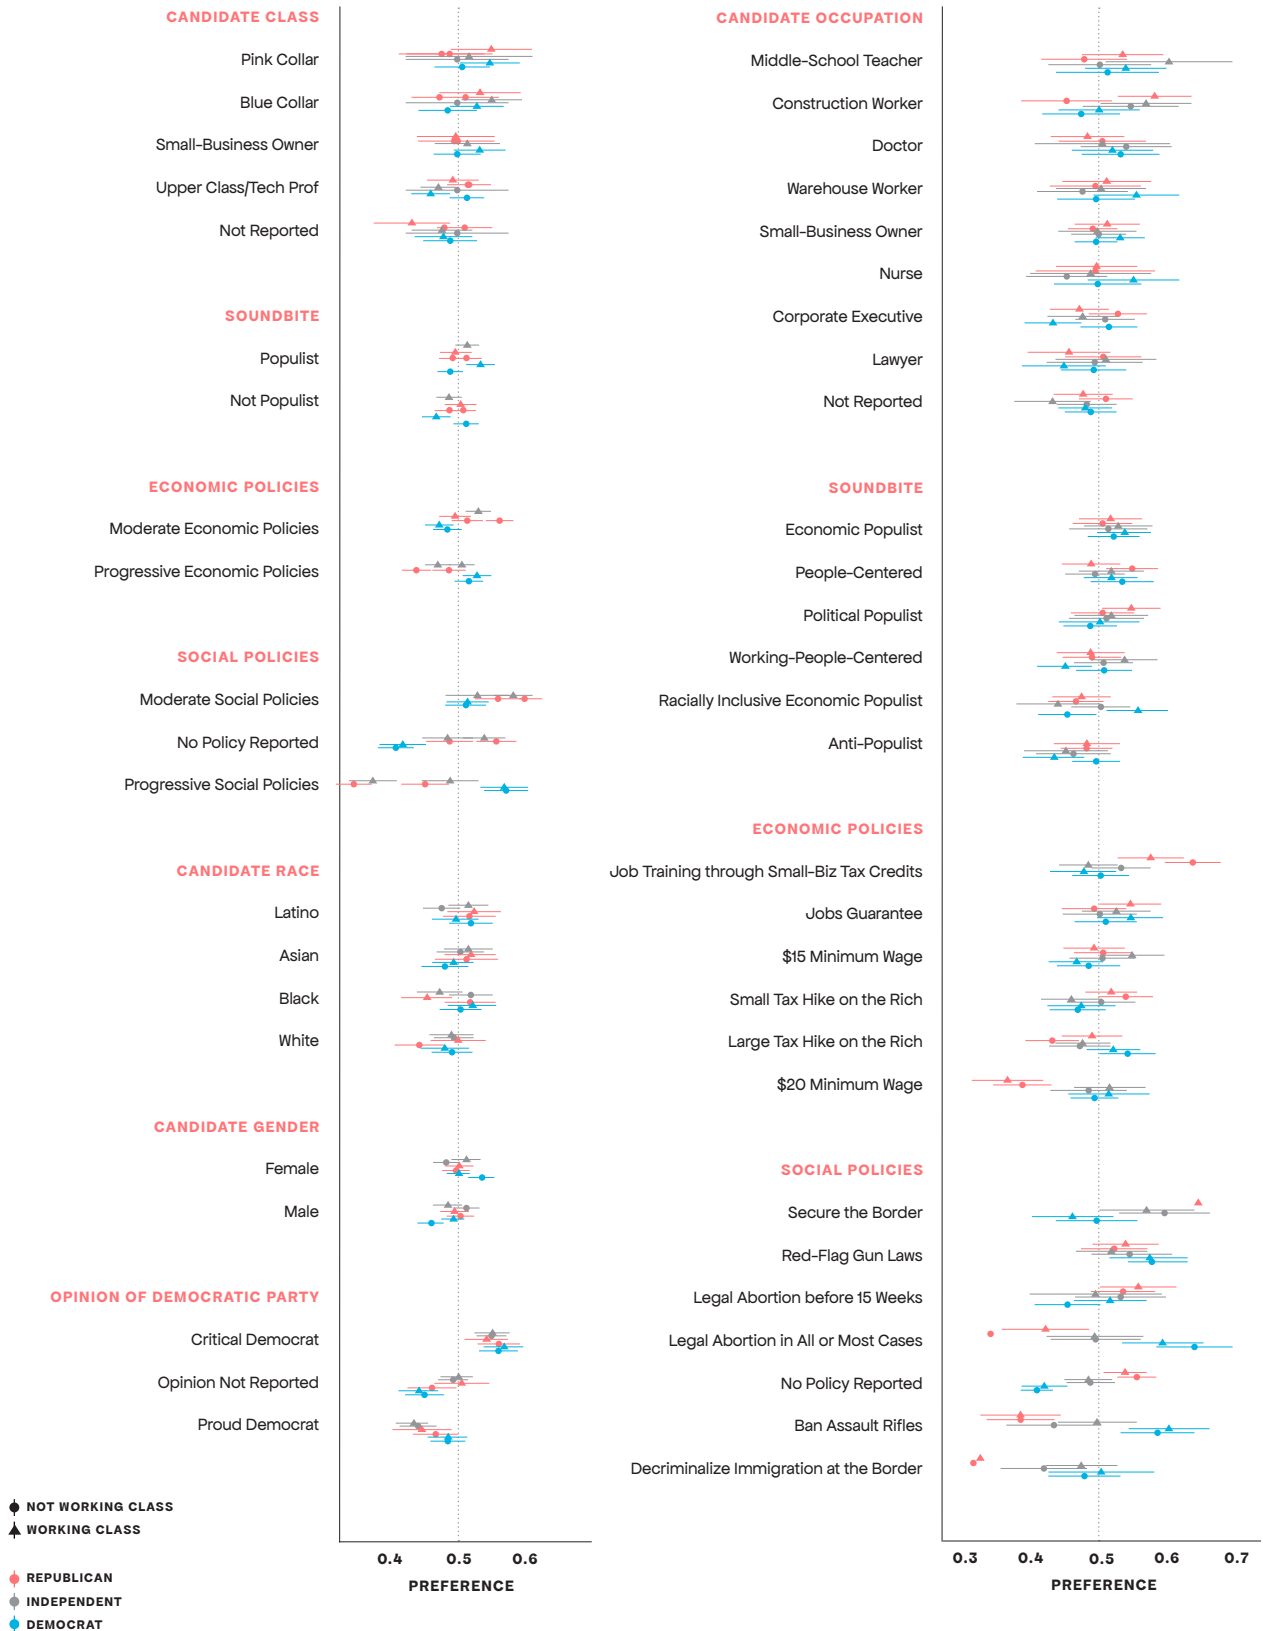 CANDIDATE CLASS
Pink Collar
Blue Collar
Small-Business Owner
Upper Class/Tech Prof
Not Reported
SOUNDBITE
Populist
Not Populist
ECONOMIC POLICIES
Moderate Economic Policies
Progressive Economic Policies
SOCIAL POLICIES
Moderate Social Policies
No Policy Reported
Progressive Social Policies
CANDIDATE RACE
Latino
Asian
Black
White
CANDIDATE GENDER
Female
Male
OPINION OF DEMOCRATIC PARTY
Critical Democrat
Opinion Not Reported
Proud Democrat
0.4 0.5 0.6
PREFERENCE
NOT WORKING CLASS
WORKING CLASS
REPUBLICAN
INDEPENDENT
DEMOCRAT
CANDIDATE OCCUPATION
Middle-School Teacher
Construction Worker
Doctor
Warehouse Worker
Small-Business Owner
Nurse
Corporate Executive
Lawyer
Not Reported
SOUNDBITE
Economic Populist
People-Centered
Political Populist
Working-People-Centered
Racially Inclusive Economic Populist
Anti-Populist
ECONOMIC POLICIES
Job Training through Small-Biz Tax Credits
Jobs Guarantee
$15 Minimum Wage
Small Tax Hike on the Rich
Large Tax Hike on the Rich
$20 Minimum Wage
SOCIAL POLICIES
Secure the Border
Red-Flag Gun Laws
Legal Abortion before 15 Weeks
Legal Abortion in All or Most Cases
No Policy Reported
Ban Assault Rifles
Decriminalize Immigration at the Border
0.3 0.4 0.5 0.6 0.7
PREFERENCE